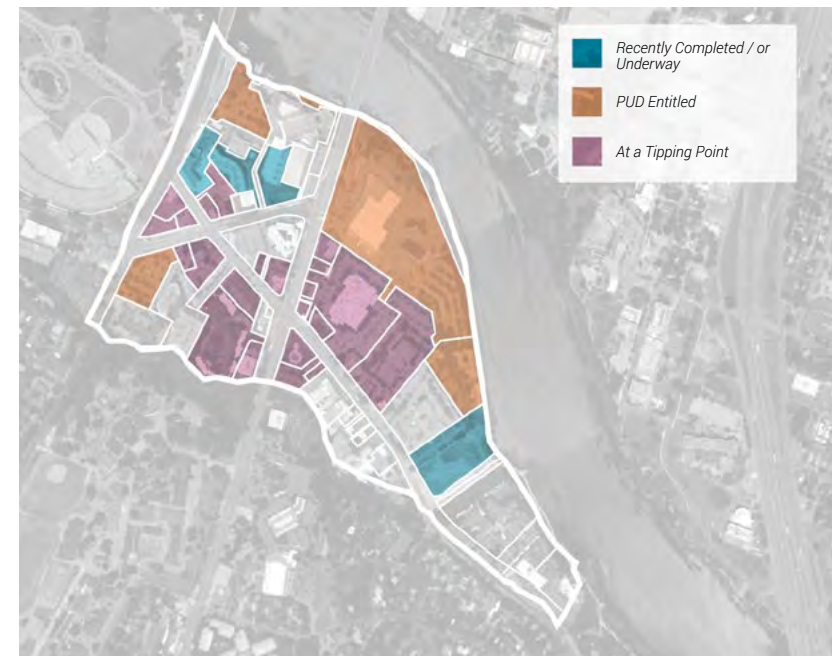 Recently Completed / or
Underway
PUD Entitled
At a Tipping Point